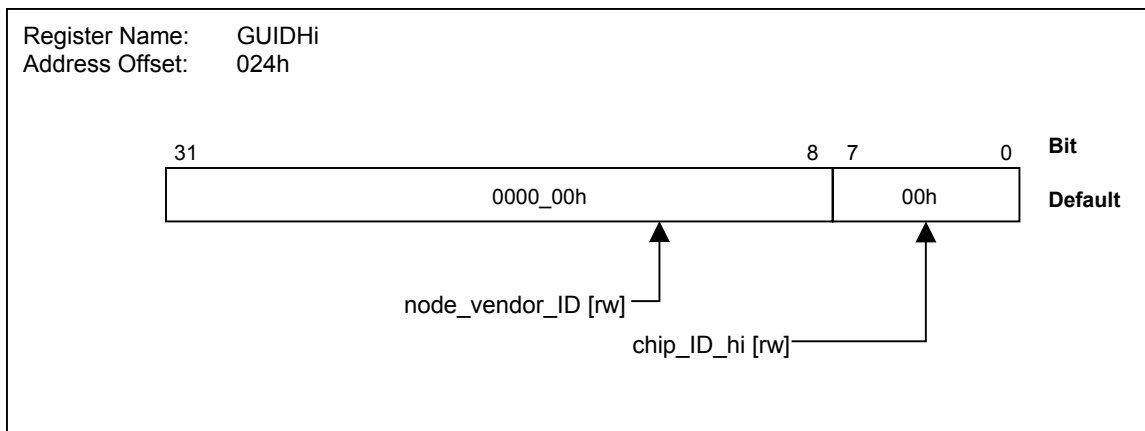 Register Name: GUIDHi
Address Offset: 024h
31 8 7 0 Bit
0000_00h 00h Default
node_vendor_ID [rw]
chip_ID_hi [rw]